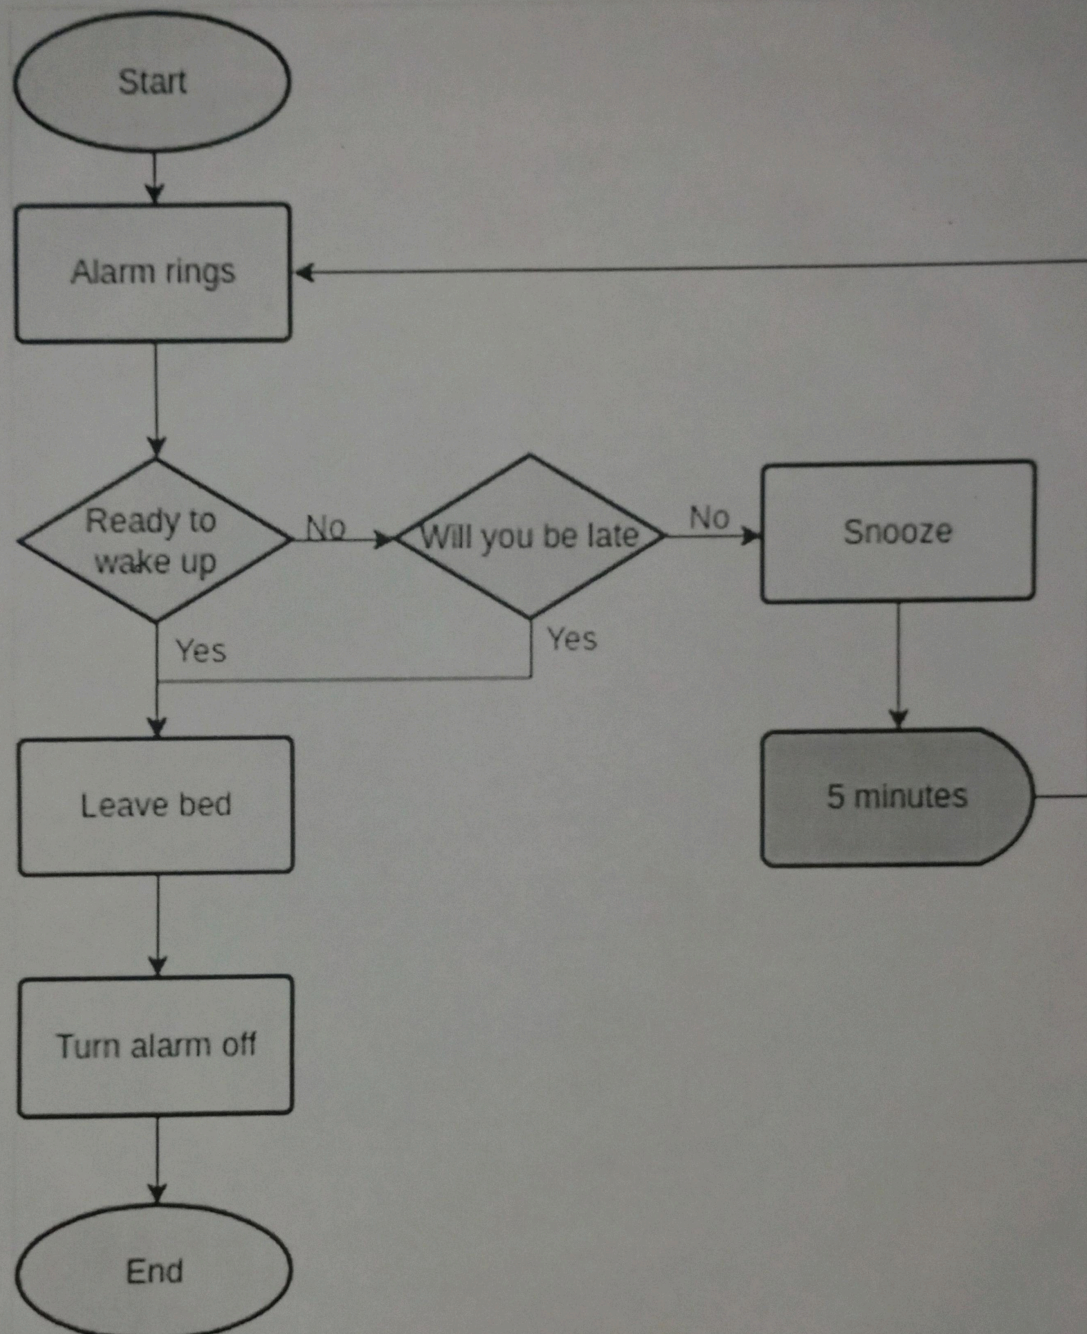 Start
Alarm rings
Ready to
wake up
No
Will you be late
No
Snooze
Yes
Yes
Leave bed
5 minutes
Turn alarm off
End